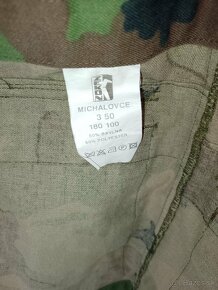 MICHALOVCE
3 50
180 100
50% BAVLNA
50% POLYESTER